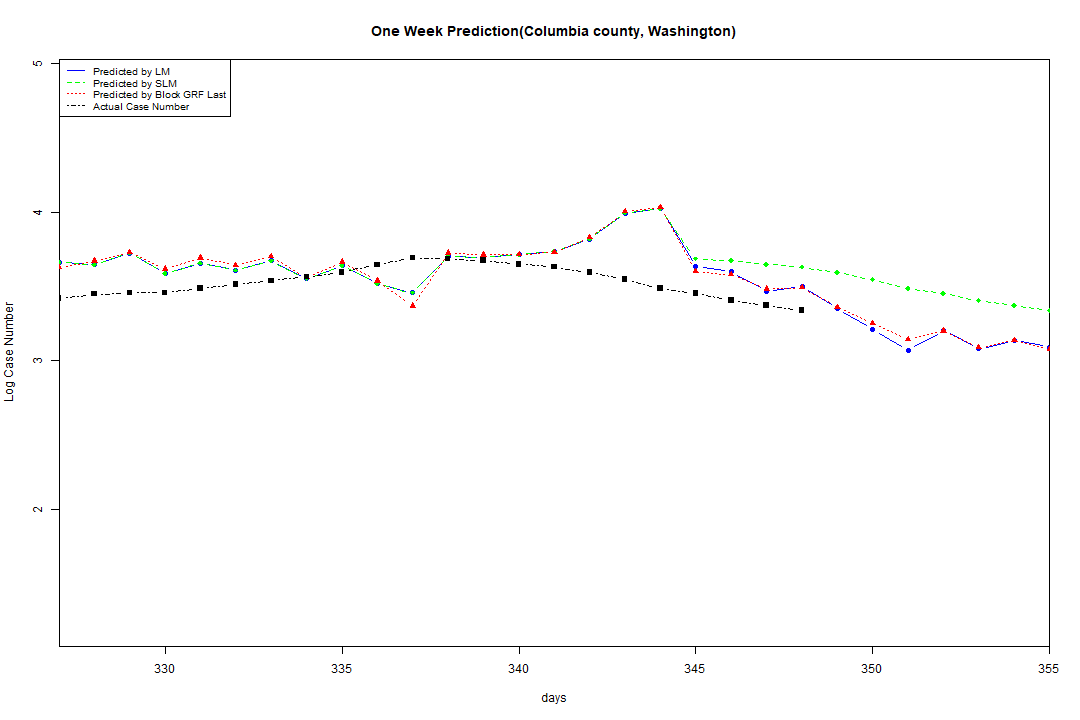 One Week Prediction(Columbia county, Washington)
Predicted by LM
Predicted by SLM
Predicted by Block GRF Last
Actual Case Number
5
4
3
2
Log Case Number
330 335 340 345 350 355
days